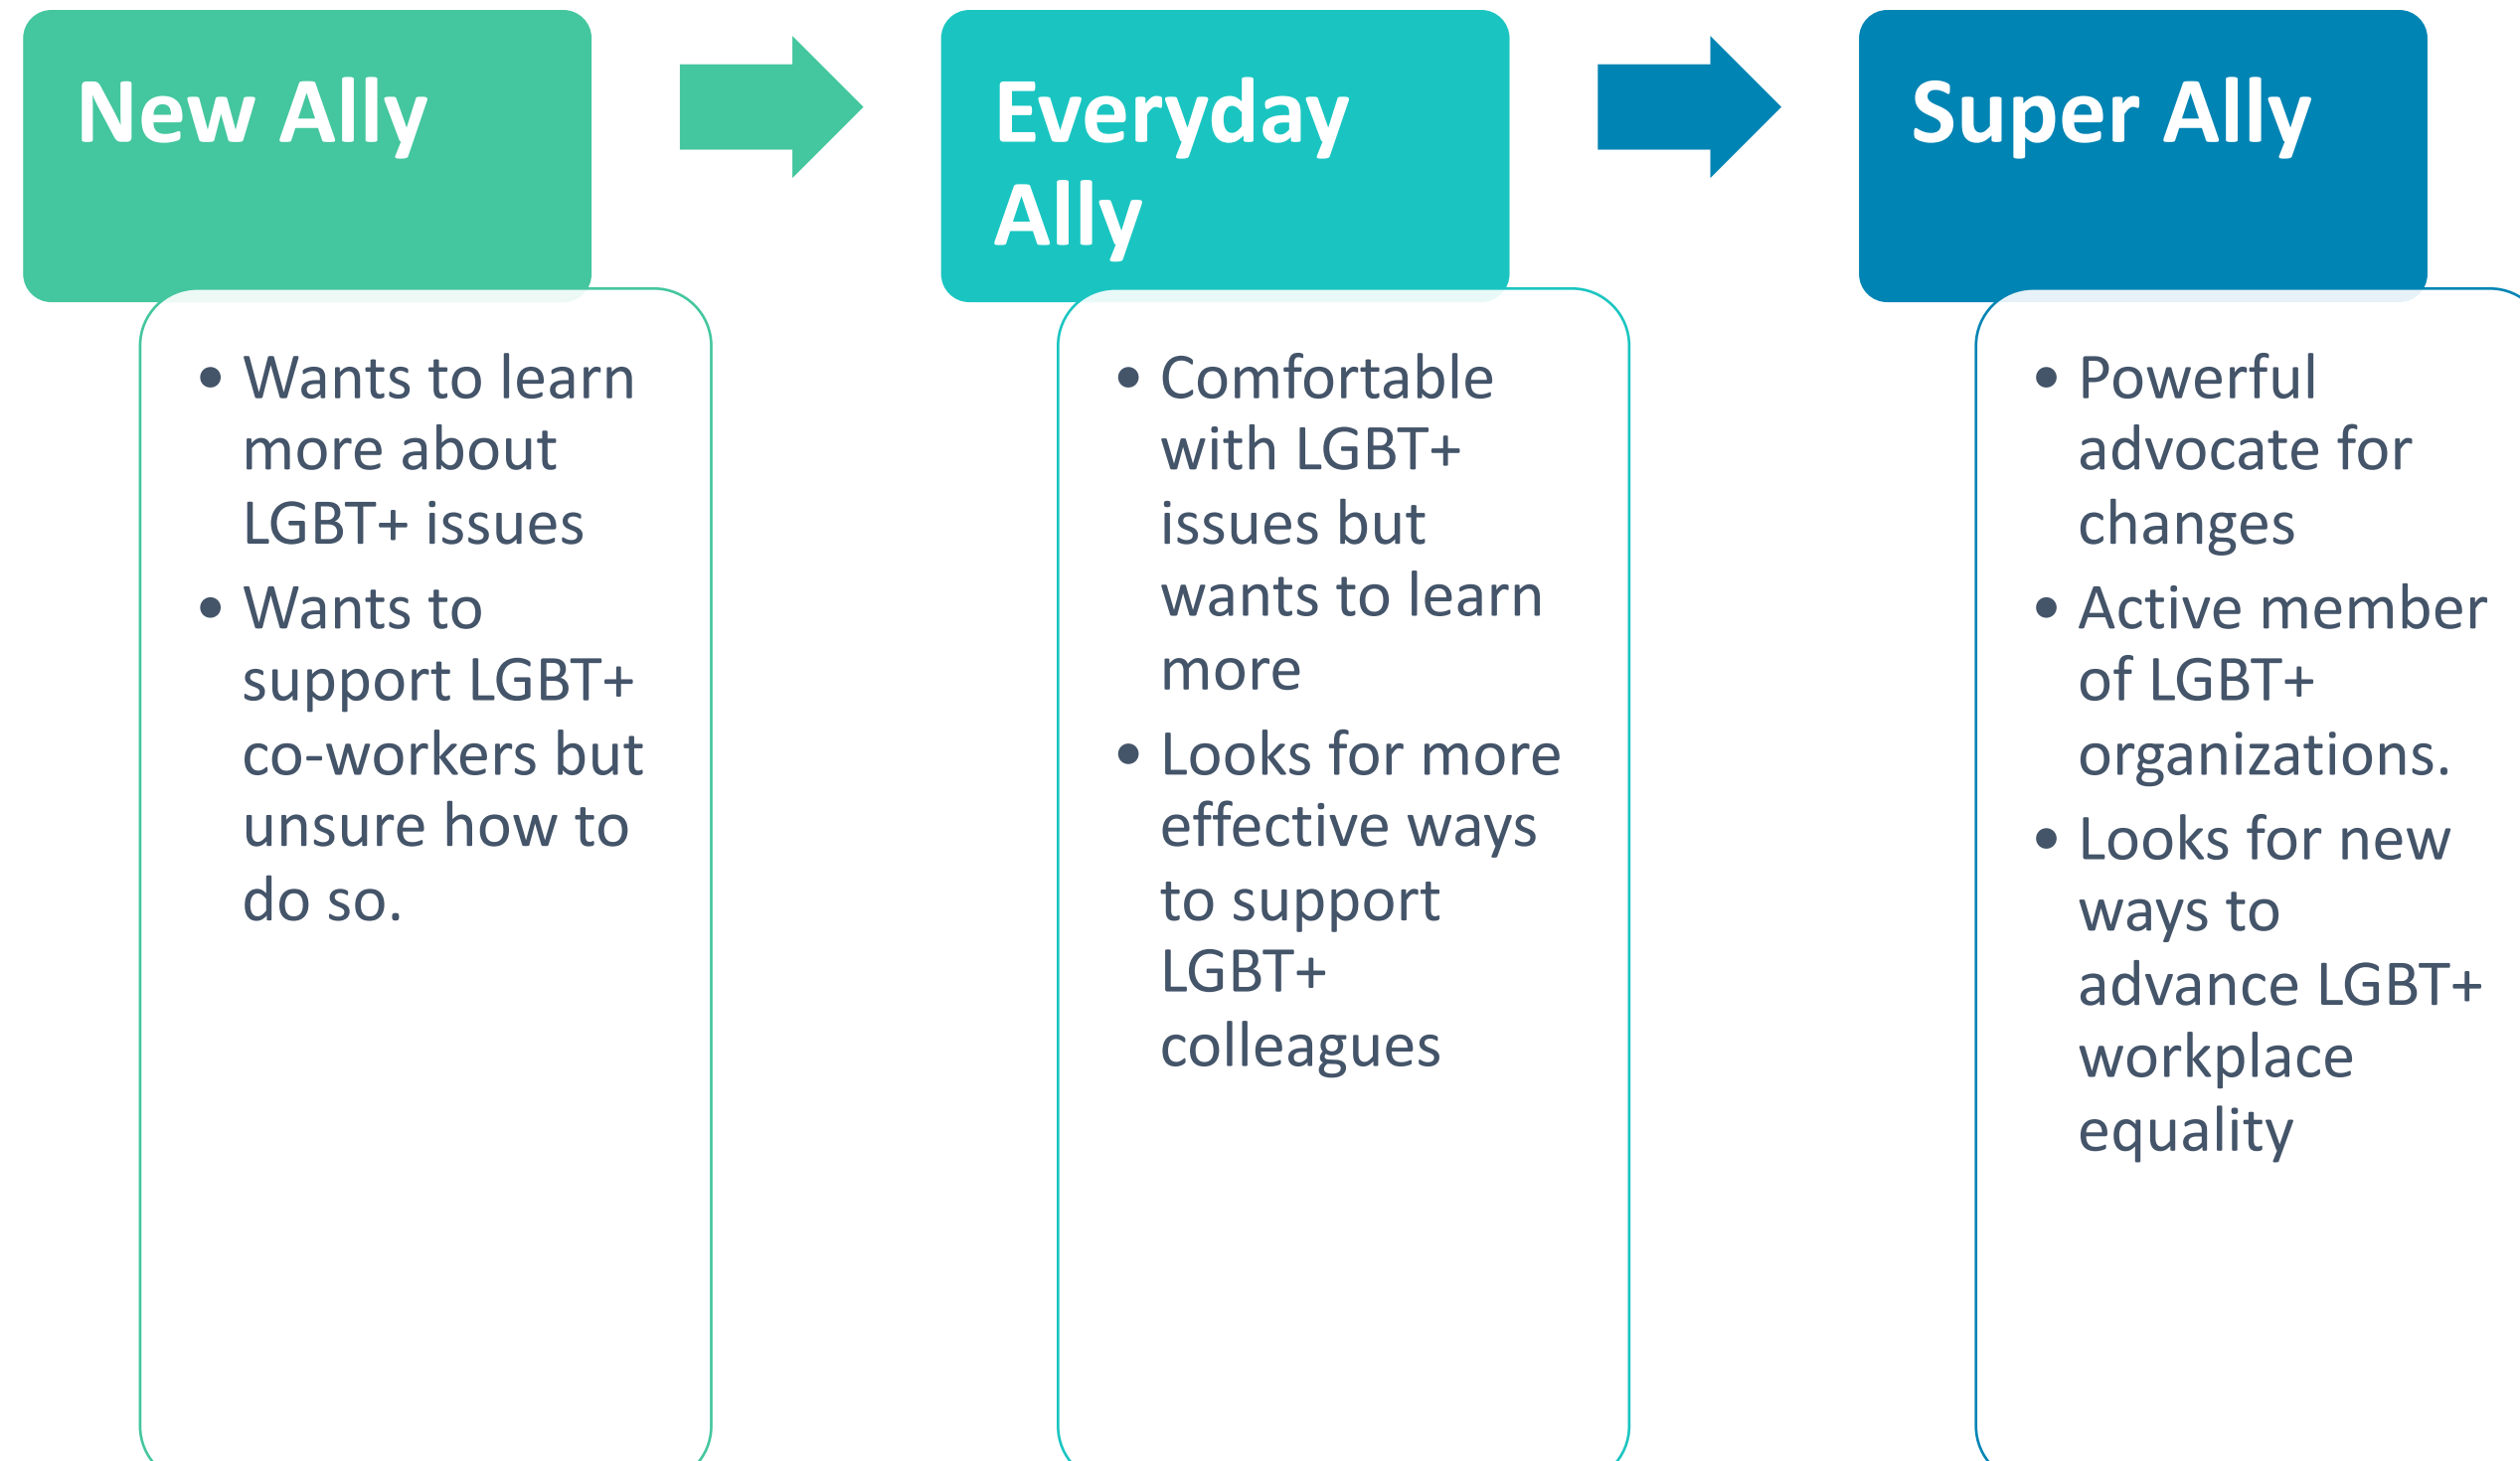 New Ally
• Wants to learn
more about
LGBT+ issues
• Wants to
support LGBT+
co-workers but
unsure how to
do so.
Everyday
Ally
• Comfortable
with LGBT+
issues but
wants to learn
more
• Looks for more
effective ways
to support
LGBT+
colleagues
Super Ally
• Powerful
advocate for
changes
• Active member
of LGBT+
organizations.
• Looks for new
ways to
advance LGBT+
workplace
equality